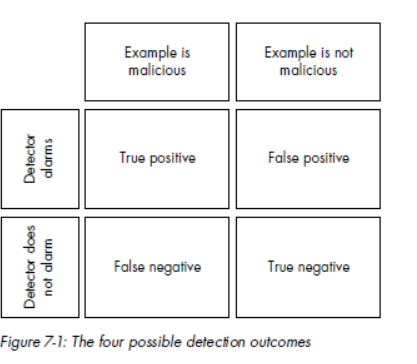 Example is
malicious
Example is not
malicious
Detector
alarms
True positive
False positive
Detector does
not alarm
False negative
True negative
Figure 7-1: The four possible detection outcomes